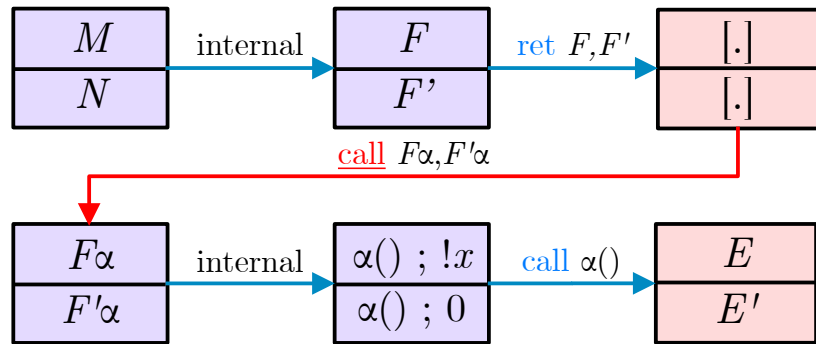 M internal F ret F,F' [.]
N F' [.]
call Fα,F'α
Fα internal α() ; !x call α() E
F'α α() ; 0 E'